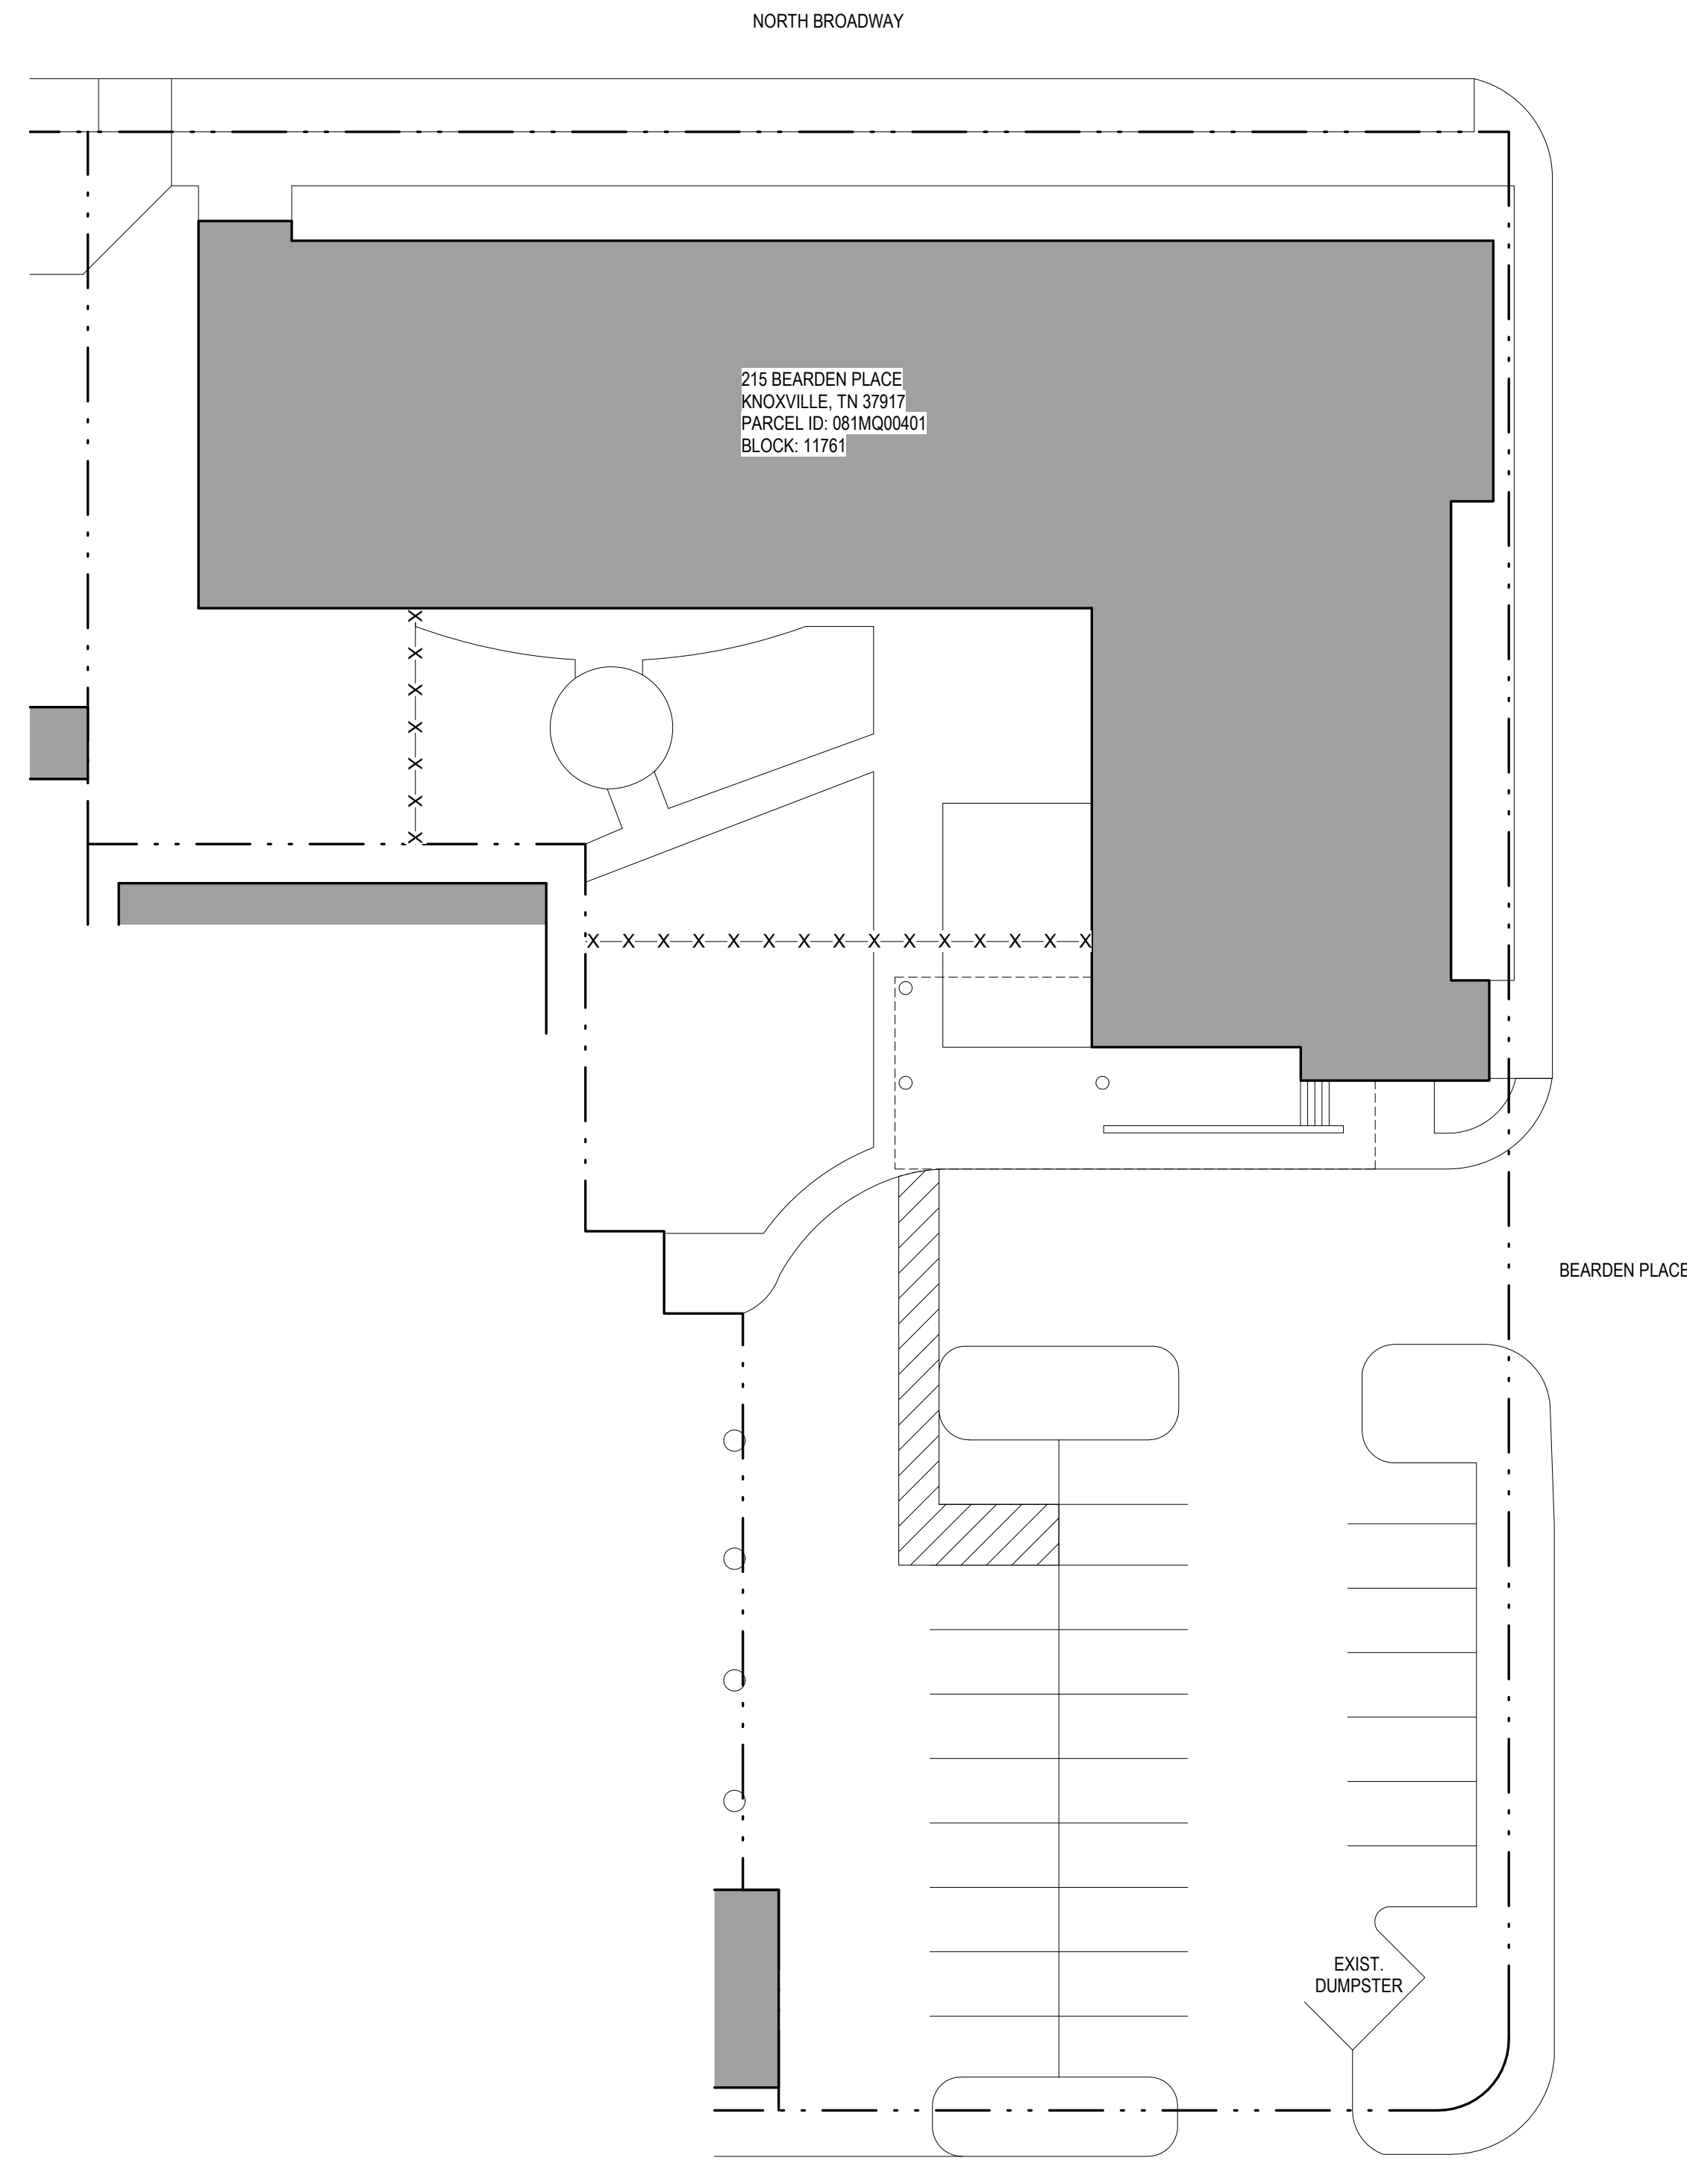 NORTH BROADWAY
215 BEARDEN PLACE
KNOXVILLE, TN 37917
PARCEL ID: 081MQ00401
BLOCK: 11761
BEARDEN PLACE
EXIST.
DUMPSTER